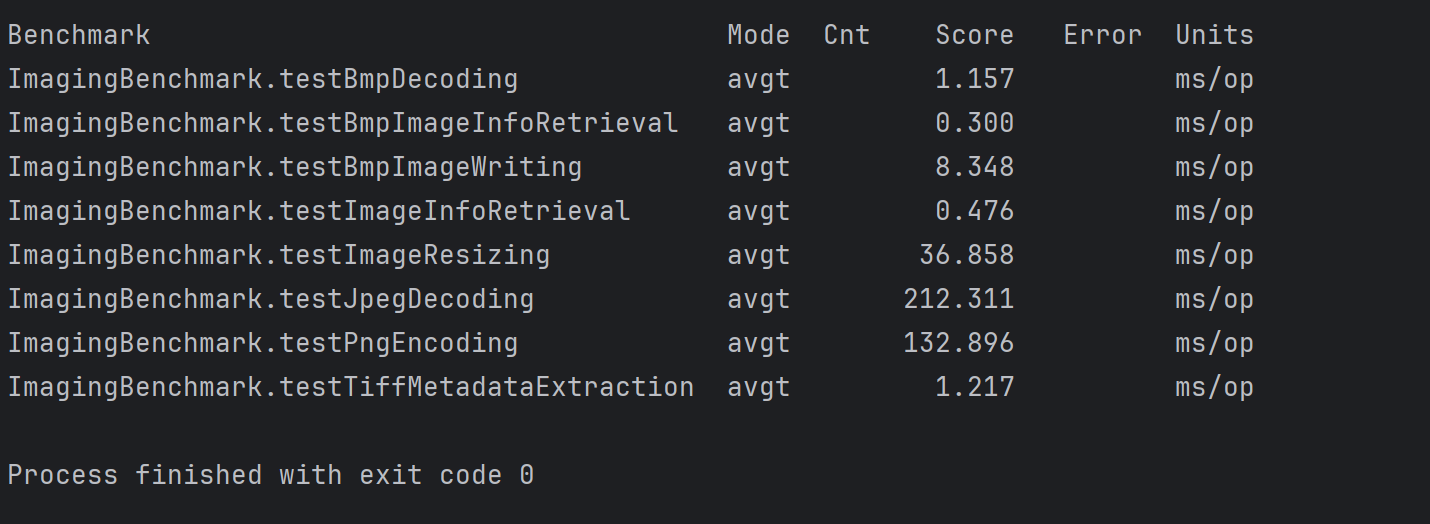 Benchmark                                    Mode  Cnt    Score   Error  Units
ImagingBenchmark.testBmpDecoding             avgt         1.157          ms/op
ImagingBenchmark.testBmpImageInfoRetrieval   avgt         0.300          ms/op
ImagingBenchmark.testBmpImageWriting         avgt         8.348          ms/op
ImagingBenchmark.testImageInfoRetrieval      avgt         0.476          ms/op
ImagingBenchmark.testImageResizing           avgt        36.858          ms/op
ImagingBenchmark.testJpegDecoding            avgt       212.311          ms/op
ImagingBenchmark.testPngEncoding             avgt       132.896          ms/op
ImagingBenchmark.testTiffMetadataExtraction  avgt         1.217          ms/op
Process finished with exit code 0